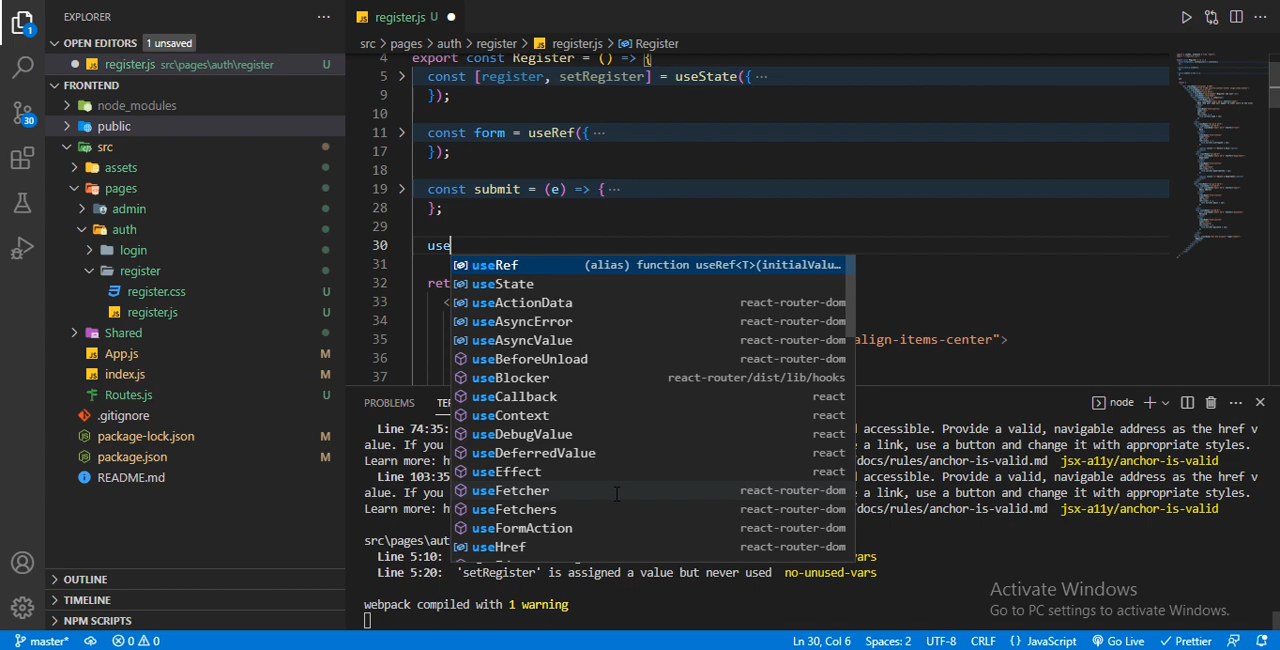 EXPLORER
OPEN EDITORS 1 unsaved
register.js src\pages\auth\register U
FRONTEND
node_modules
public
src
assets
pages
admin
auth
login
register
register.css U
register.js U
Shared
App.js M
index.js M
Routes.js U
.gitignore
package-lock.json M
package.json M
README.md
OUTLINE
TIMELINE
NPM SCRIPTS
1
30
register.js U
src > pages > auth > register > register.js > Register
4 export const Register = () => {
5 const [register, setRegister] = useState({ ···
9 });
10
11 const form = useRef({ ···
17 });
18
19 const submit = (e) => { ···
28 };
29
30 use
31
32 ret
33 <
34
35 align-items-center">
36
37
useRef (alias) function useRef<T>(initialValu…
useState
useActionData react-router-dom
useAsyncError react-router-dom
useAsyncValue react-router-dom
useBeforeUnload react-router-dom
useBlocker react-router/dist/lib/hooks
useCallback react
useContext react
useDebugValue react
useDeferredValue react
useEffect react
useFetcher react-router-dom
useFetchers react-router-dom
useFormAction react-router-dom
useHref react-router-dom
PROBLEMS TE node
Line 74:35: accessible. Provide a valid, navigable address as the href v
alue. If you a link, use a button and change it with appropriate styles.
Learn more: h /docs/rules/anchor-is-valid.md jsx-a11y/anchor-is-valid
Line 103:35 accessible. Provide a valid, navigable address as the href v
alue. If you a link, use a button and change it with appropriate styles.
Learn more: h /docs/rules/anchor-is-valid.md jsx-a11y/anchor-is-valid
src\pages\aut
Line 5:10: vars
Line 5:20: 'setRegister' is assigned a value but never used no-unused-vars
webpack compiled with 1 warning
Activate Windows
Go to PC settings to activate Windows.
master* 0 0 Ln 30, Col 6 Spaces: 2 UTF-8 CRLF {} JavaScript Go Live Prettier